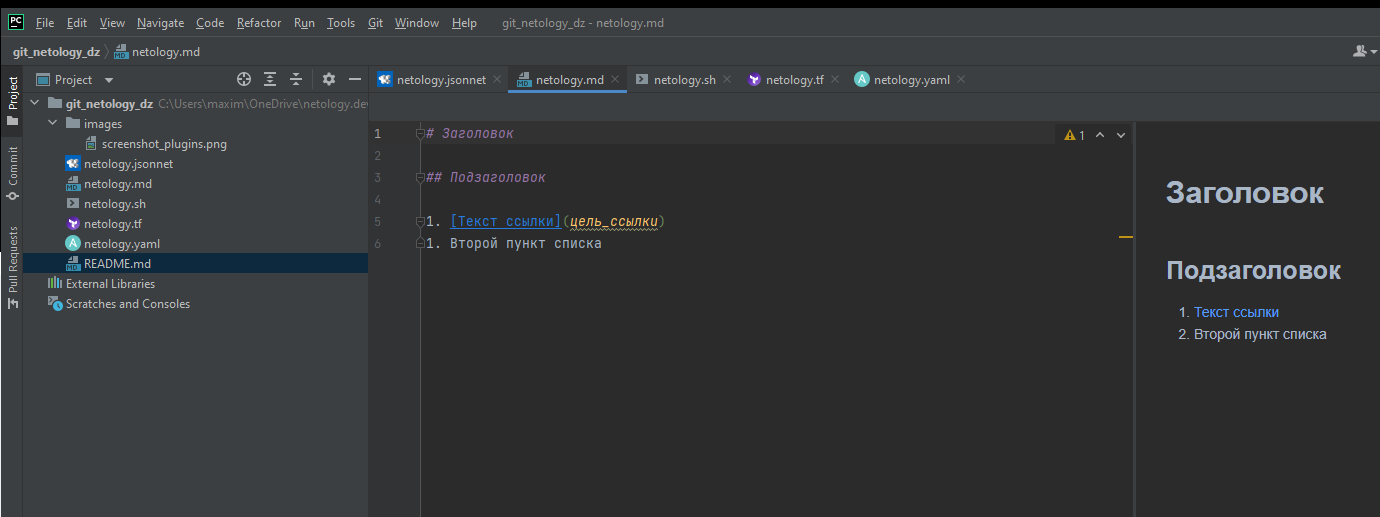 PC File Edit View Navigate Code Refactor Run Tools Git Window Help git_netology_dz - netology.md
git_netology_dz netology.md
Project
Commit
Pull Requests
Project
git_netology_dz C:\Users\maxim\OneDrive\netology.de
images
screenshot_plugins.png
netology.jsonnet
netology.md
netology.sh
netology.tf
netology.yaml
README.md
External Libraries
Scratches and Consoles
netology.jsonnet netology.md netology.sh netology.tf netology.yaml
1 # Заголовок
2
3 ## Подзаголовок
4
5 1. [Текст ссылки](цель_ссылки)
6 1. Второй пункт списка
1
Заголовок
Подзаголовок
1. Текст ссылки
2. Второй пункт списка